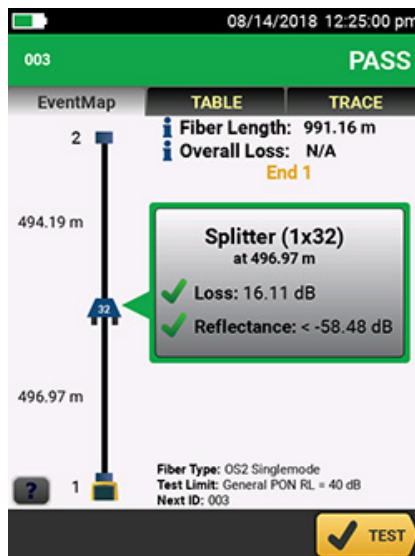 08/14/2018 12:25:00 pm
003
PASS
EventMap
TABLE
TRACE
2
Fiber Length: 991.16 m
Overall Loss: N/A
End 1
494.19 m
Splitter (1x32)
at 496.97 m
Loss: 16.11 dB
Reflectance: < -58.48 dB
32
496.97 m
1
Fiber Type: OS2 Singlemode
Test Limit: General PON RL = 40 dB
Next ID: 003
?
TEST